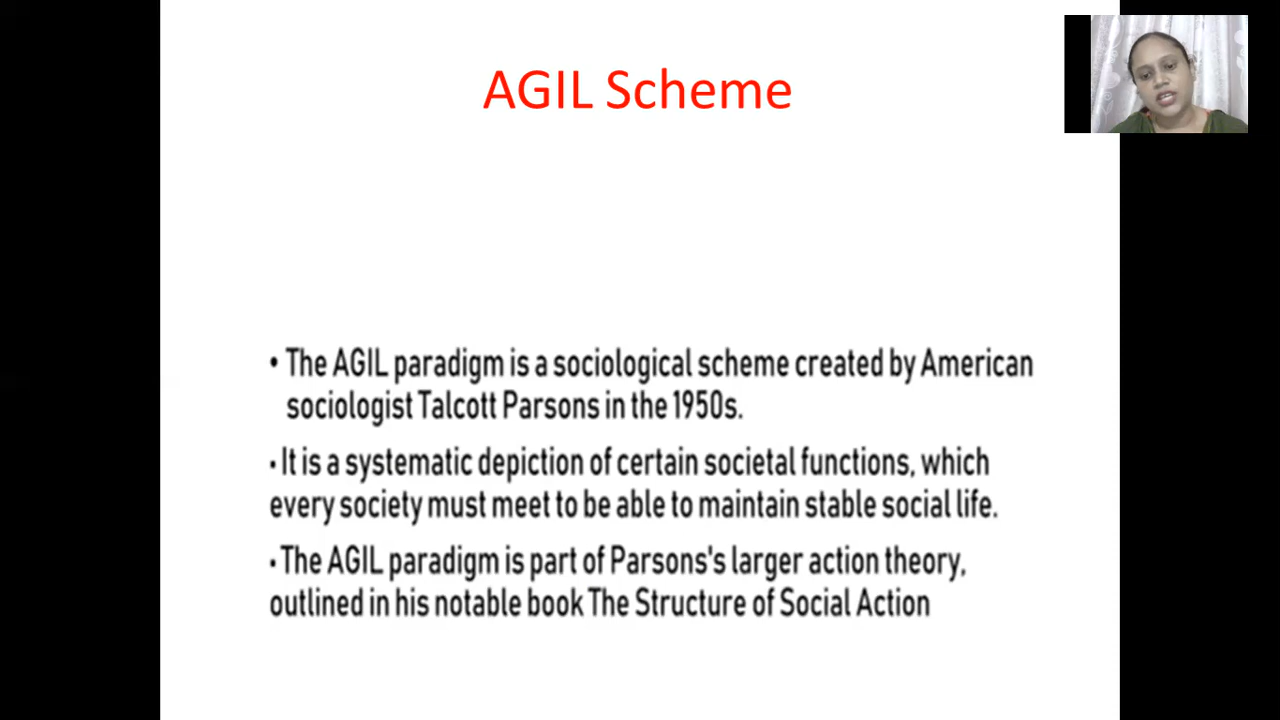 AGIL Scheme
• The AGIL paradigm is a sociological scheme created by American
sociologist Talcott Parsons in the 1950s.
· It is a systematic depiction of certain societal functions, which
every society must meet to be able to maintain stable social life.
· The AGIL paradigm is part of Parsons's larger action theory,
outlined in his notable book The Structure of Social Action